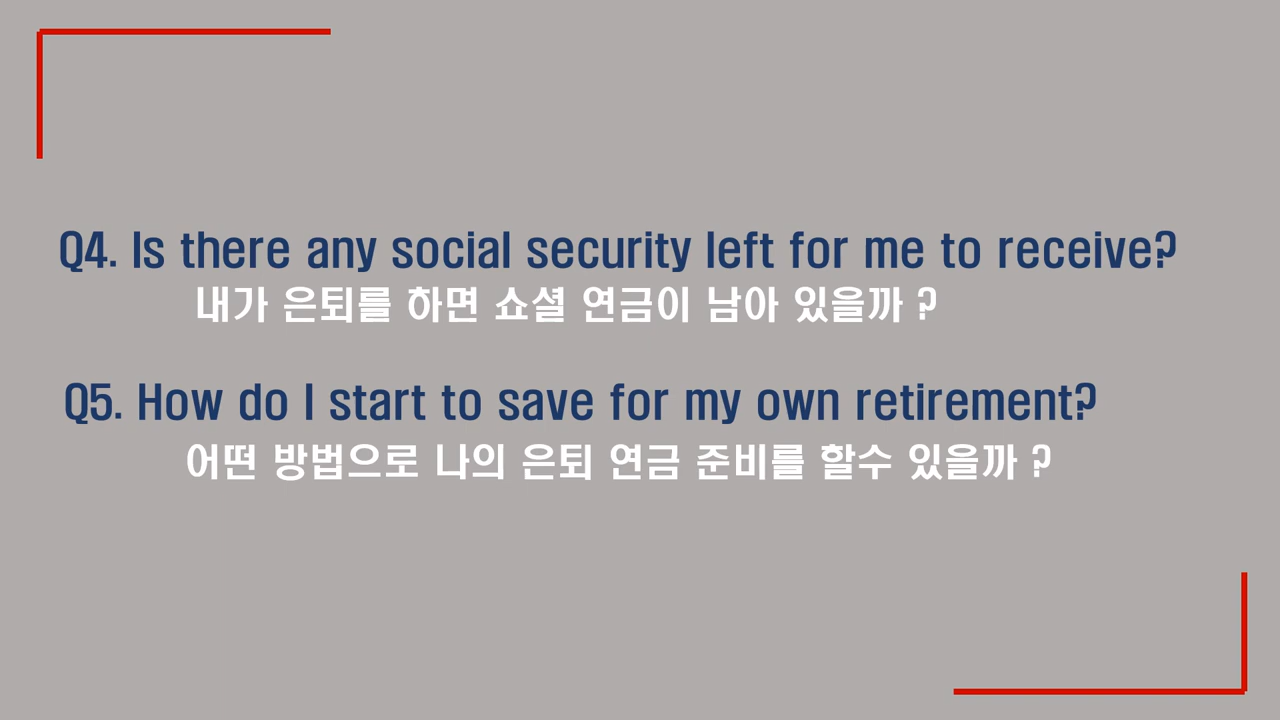 Q4. Is there any social security left for me to receive?
내가 은퇴를 하면 쇼셜 연금이 남아 있을까 ?
Q5. How do I start to save for my own retirement?
어떤 방법으로 나의 은퇴 연금 준비를 할수 있을까 ?